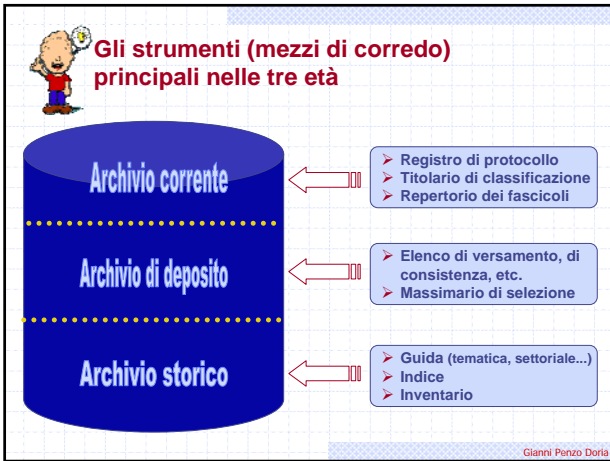 Gli strumenti (mezzi di corredo)
principali nelle tre età
Archivio corrente
➢ Registro di protocollo
➢ Titolario di classificazione
➢ Repertorio dei fascicoli
Archivio di deposito
➢ Elenco di versamento, di
consistenza, etc.
➢ Massimario di selezione
Archivio storico
➢ Guida (tematica, settoriale...)
➢ Indice
➢ Inventario
Gianni Penzo Doria